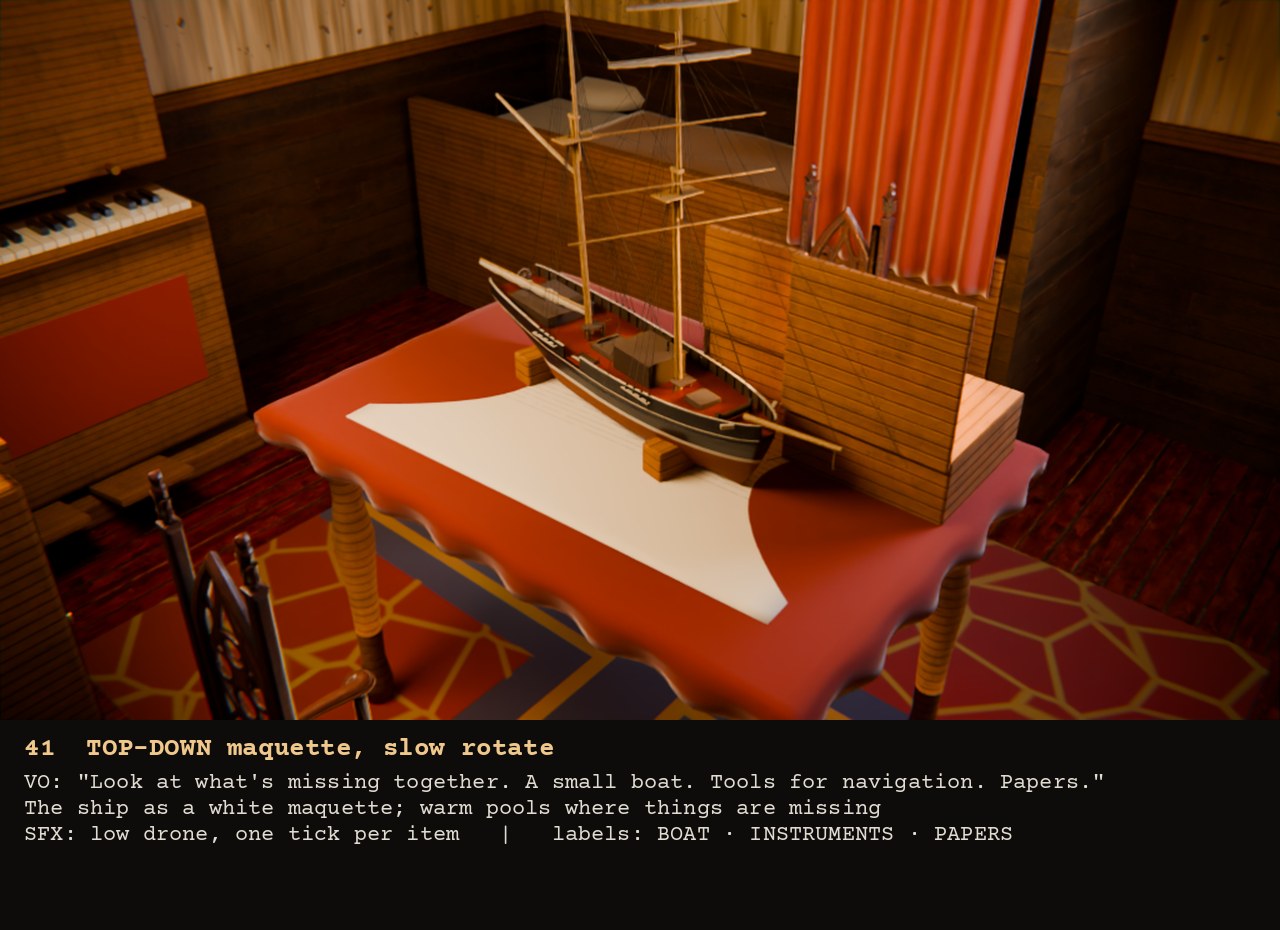 41  TOP-DOWN maquette, slow rotate
VO: "Look at what's missing together. A small boat. Tools for navigation. Papers."
The ship as a white maquette; warm pools where things are missing
SFX: low drone, one tick per item   |   labels: BOAT · INSTRUMENTS · PAPERS